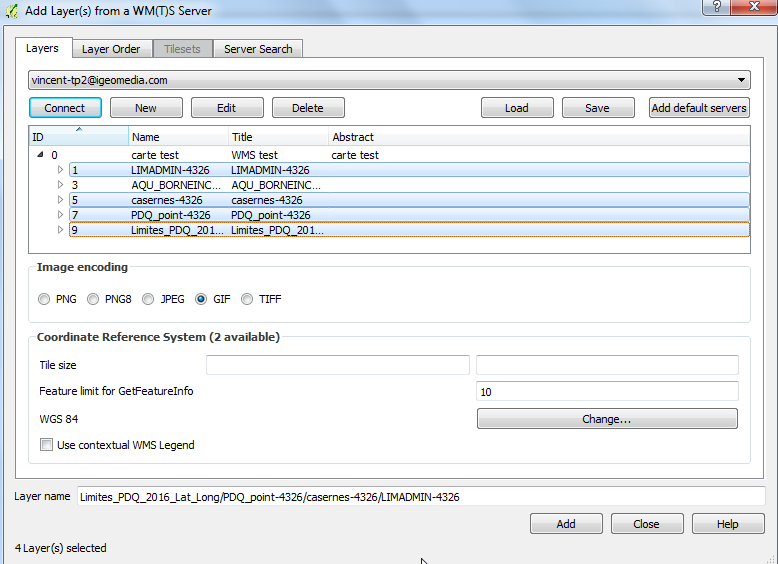 Add Layer(s) from a WM(T)S Server
Layers Layer Order Tilesets Server Search
vincent-tp2@igeomedia.com
Connect New Edit Delete Load Save Add default servers
ID Name Title Abstract
0 carte test WMS test carte test
1 LIMADMIN-4326 LIMADMIN-4326
3 AQU_BORNEINC... AQU_BORNEINC...
5 casernes-4326 casernes-4326
7 PDQ_point-4326 PDQ_point-4326
9 Limites_PDQ_201... Limites_PDQ_201...
Image encoding
PNG PNG8 JPEG GIF TIFF
Coordinate Reference System (2 available)
Tile size
Feature limit for GetFeatureInfo 10
WGS 84 Change...
Use contextual WMS Legend
Layer name Limites_PDQ_2016_Lat_Long/PDQ_point-4326/casernes-4326/LIMADMIN-4326
Add Close Help
4 Layer(s) selected